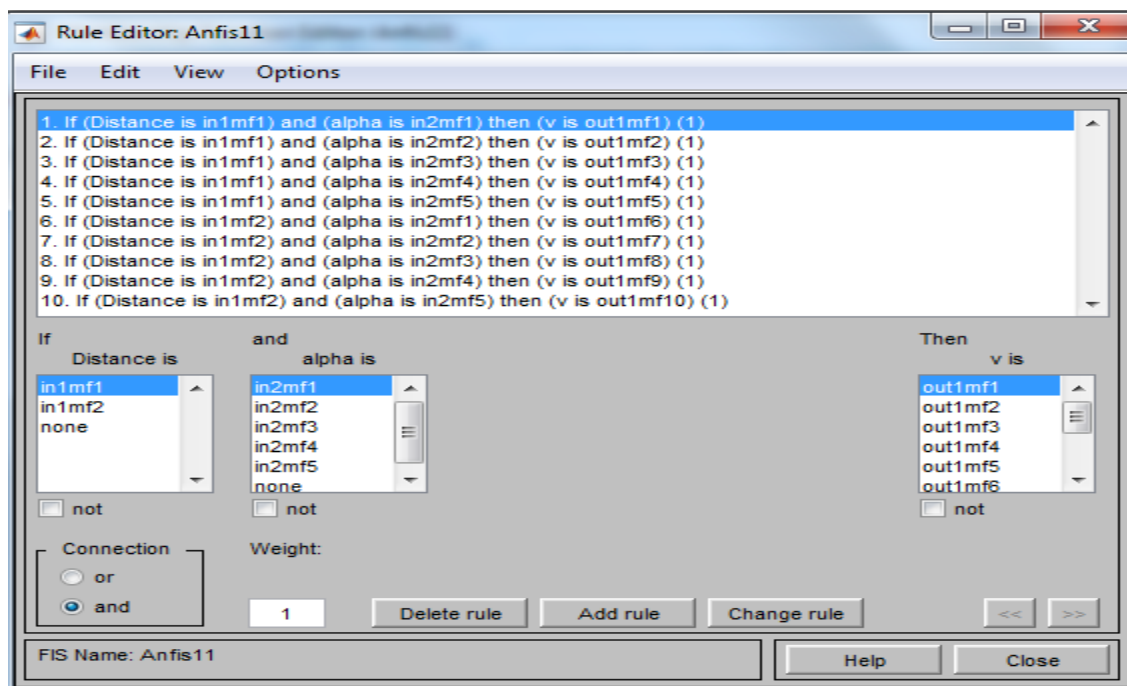 Rule Editor: Anfis11
File Edit View Options
1. If (Distance is in1mf1) and (alpha is in2mf1) then (v is out1mf1) (1)
2. If (Distance is in1mf1) and (alpha is in2mf2) then (v is out1mf2) (1)
3. If (Distance is in1mf1) and (alpha is in2mf3) then (v is out1mf3) (1)
4. If (Distance is in1mf1) and (alpha is in2mf4) then (v is out1mf4) (1)
5. If (Distance is in1mf1) and (alpha is in2mf5) then (v is out1mf5) (1)
6. If (Distance is in1mf2) and (alpha is in2mf1) then (v is out1mf6) (1)
7. If (Distance is in1mf2) and (alpha is in2mf2) then (v is out1mf7) (1)
8. If (Distance is in1mf2) and (alpha is in2mf3) then (v is out1mf8) (1)
9. If (Distance is in1mf2) and (alpha is in2mf4) then (v is out1mf9) (1)
10. If (Distance is in1mf2) and (alpha is in2mf5) then (v is out1mf10) (1)
If
Distance is
in1mf1
in1mf2
none
not
and
alpha is
in2mf1
in2mf2
in2mf3
in2mf4
in2mf5
none
not
Then
v is
out1mf1
out1mf2
out1mf3
out1mf4
out1mf5
out1mf6
not
Connection
or
and
Weight:
1
Delete rule
Add rule
Change rule
<<
>>
FIS Name: Anfis11
Help
Close